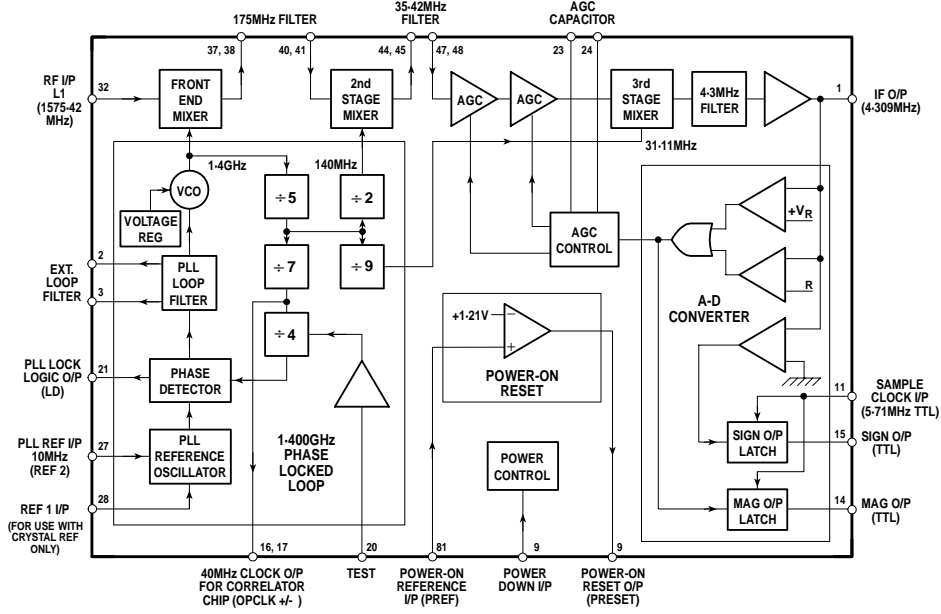 175MHz FILTER
35·42MHz
FILTER
AGC
CAPACITOR
37, 38
40, 41
44, 45
47, 48
23
24
RF I/P
L1
(1575·42
MHz)
32
FRONT
END
MIXER
2nd
STAGE
MIXER
AGC
AGC
3rd
STAGE
MIXER
4·3MHz
FILTER
1
IF O/P
(4·309MHz)
31·11MHz
1·4GHz
140MHz
VCO
÷5
÷2
VOLTAGE
REG
÷7
÷9
AGC
CONTROL
+VR
R
A-D
CONVERTER
EXT.
LOOP
FILTER
2
3
PLL
LOOP
FILTER
÷4
+1·21V
−
+
POWER-ON
RESET
PLL LOCK
LOGIC O/P
(LD)
21
PHASE
DETECTOR
11
SAMPLE
CLOCK I/P
(5·71MHz TTL)
PLL REF I/P
10MHz
(REF 2)
27
PLL
REFERENCE
OSCILLATOR
1·400GHz
PHASE
LOCKED
LOOP
POWER
CONTROL
SIGN O/P
LATCH
15
SIGN O/P
(TTL)
28
REF 1 I/P
(FOR USE WITH
CRYSTAL REF
ONLY)
MAG O/P
LATCH
14
MAG O/P
(TTL)
16, 17
20
81
9
9
40MHz CLOCK O/P
FOR CORRELATOR
CHIP (OPCLK +/- )
TEST
POWER-ON
REFERENCE
I/P (PREF)
POWER
DOWN I/P
POWER-ON
RESET O/P
(PRESET)